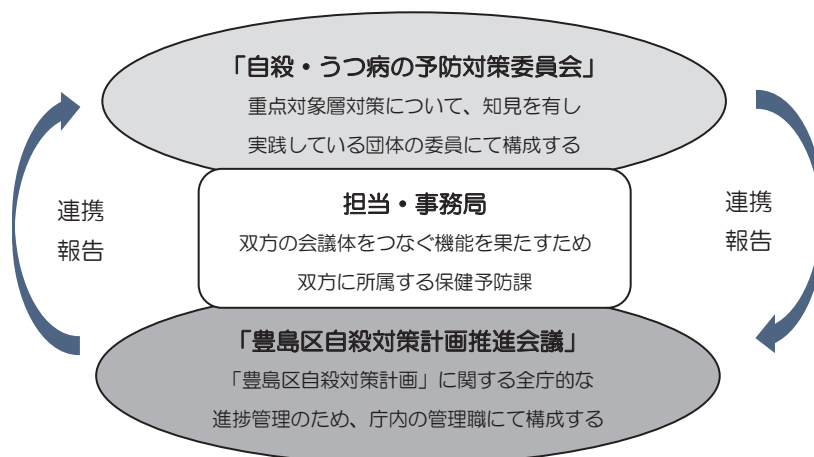 「自殺・うつ病の予防対策委員会」
重点対象層対策について、知見を有し
実践している団体の委員にて構成する
連携
報告
担当・事務局
双方の会議体をつなぐ機能を果たすため
双方に所属する保健予防課
連携
報告
「豊島区自殺対策計画推進会議」
「豊島区自殺対策計画」に関する全庁的な
進捗管理のため、庁内の管理職にて構成する